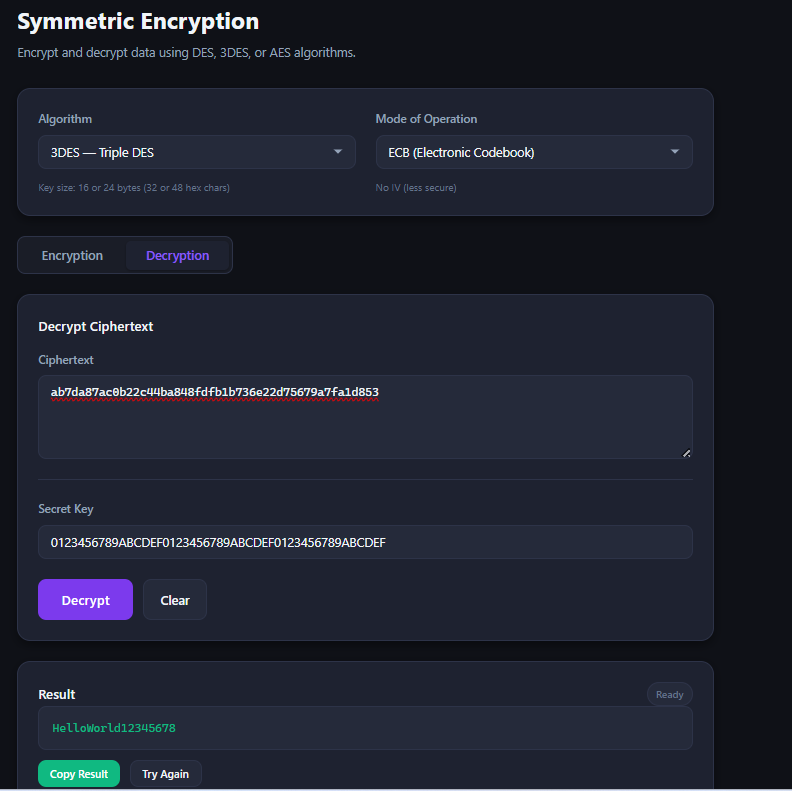 Symmetric Encryption
Encrypt and decrypt data using DES, 3DES, or AES algorithms.
Algorithm
Mode of Operation
3DES — Triple DES
ECB (Electronic Codebook)
Key size: 16 or 24 bytes (32 or 48 hex chars)
No IV (less secure)
Encryption
Decryption
Decrypt Ciphertext
Ciphertext
ab7da87ac0b22c44ba848fdfb1b736e22d75679a7fa1d853
Secret Key
0123456789ABCDEF0123456789ABCDEF0123456789ABCDEF
Decrypt
Clear
Result
Ready
HelloWorld12345678
Copy Result
Try Again